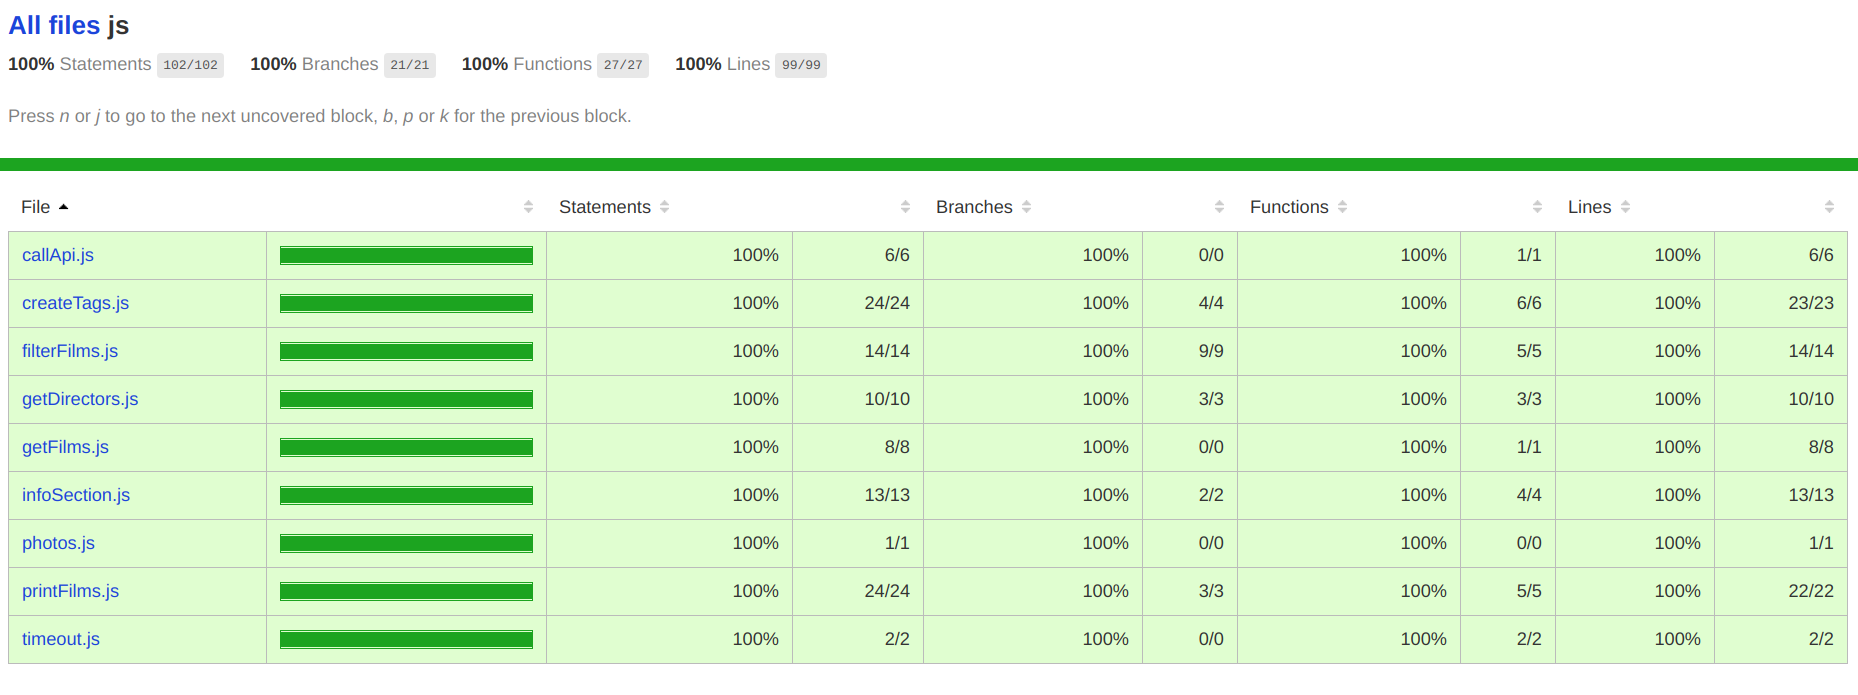 All files js
100% Statements 102/102 100% Branches 21/21 100% Functions 27/27 100% Lines 99/99
Press n or j to go to the next uncovered block, b, p or k for the previous block.
File Statements Branches Functions Lines
callApi.js 100% 6/6 100% 0/0 100% 1/1 100% 6/6
createTags.js 100% 24/24 100% 4/4 100% 6/6 100% 23/23
filterFilms.js 100% 14/14 100% 9/9 100% 5/5 100% 14/14
getDirectors.js 100% 10/10 100% 3/3 100% 3/3 100% 10/10
getFilms.js 100% 8/8 100% 0/0 100% 1/1 100% 8/8
infoSection.js 100% 13/13 100% 2/2 100% 4/4 100% 13/13
photos.js 100% 1/1 100% 0/0 100% 0/0 100% 1/1
printFilms.js 100% 24/24 100% 3/3 100% 5/5 100% 22/22
timeout.js 100% 2/2 100% 0/0 100% 2/2 100% 2/2